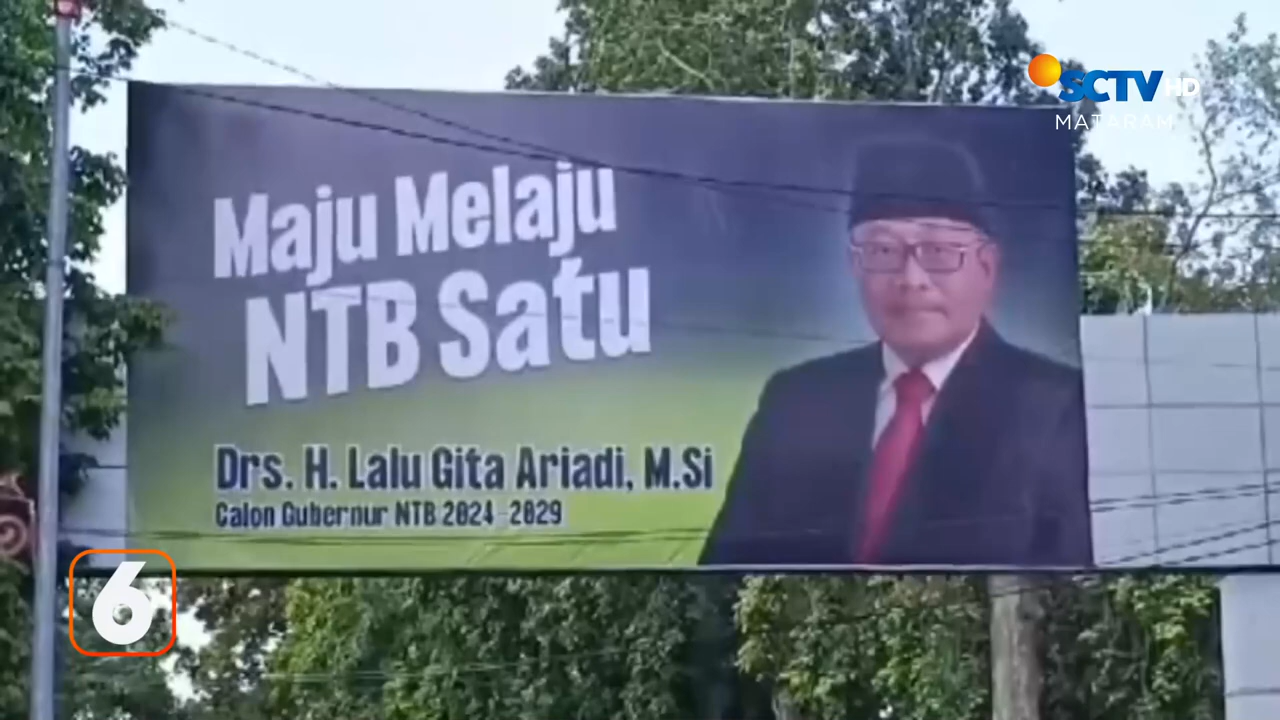 SCTV HD
MATARAM
Maju Melaju
NTB Satu
Drs. H. Lalu Gita Ariadi, M.Si
Calon Gubernur NTB 2024-2029
6